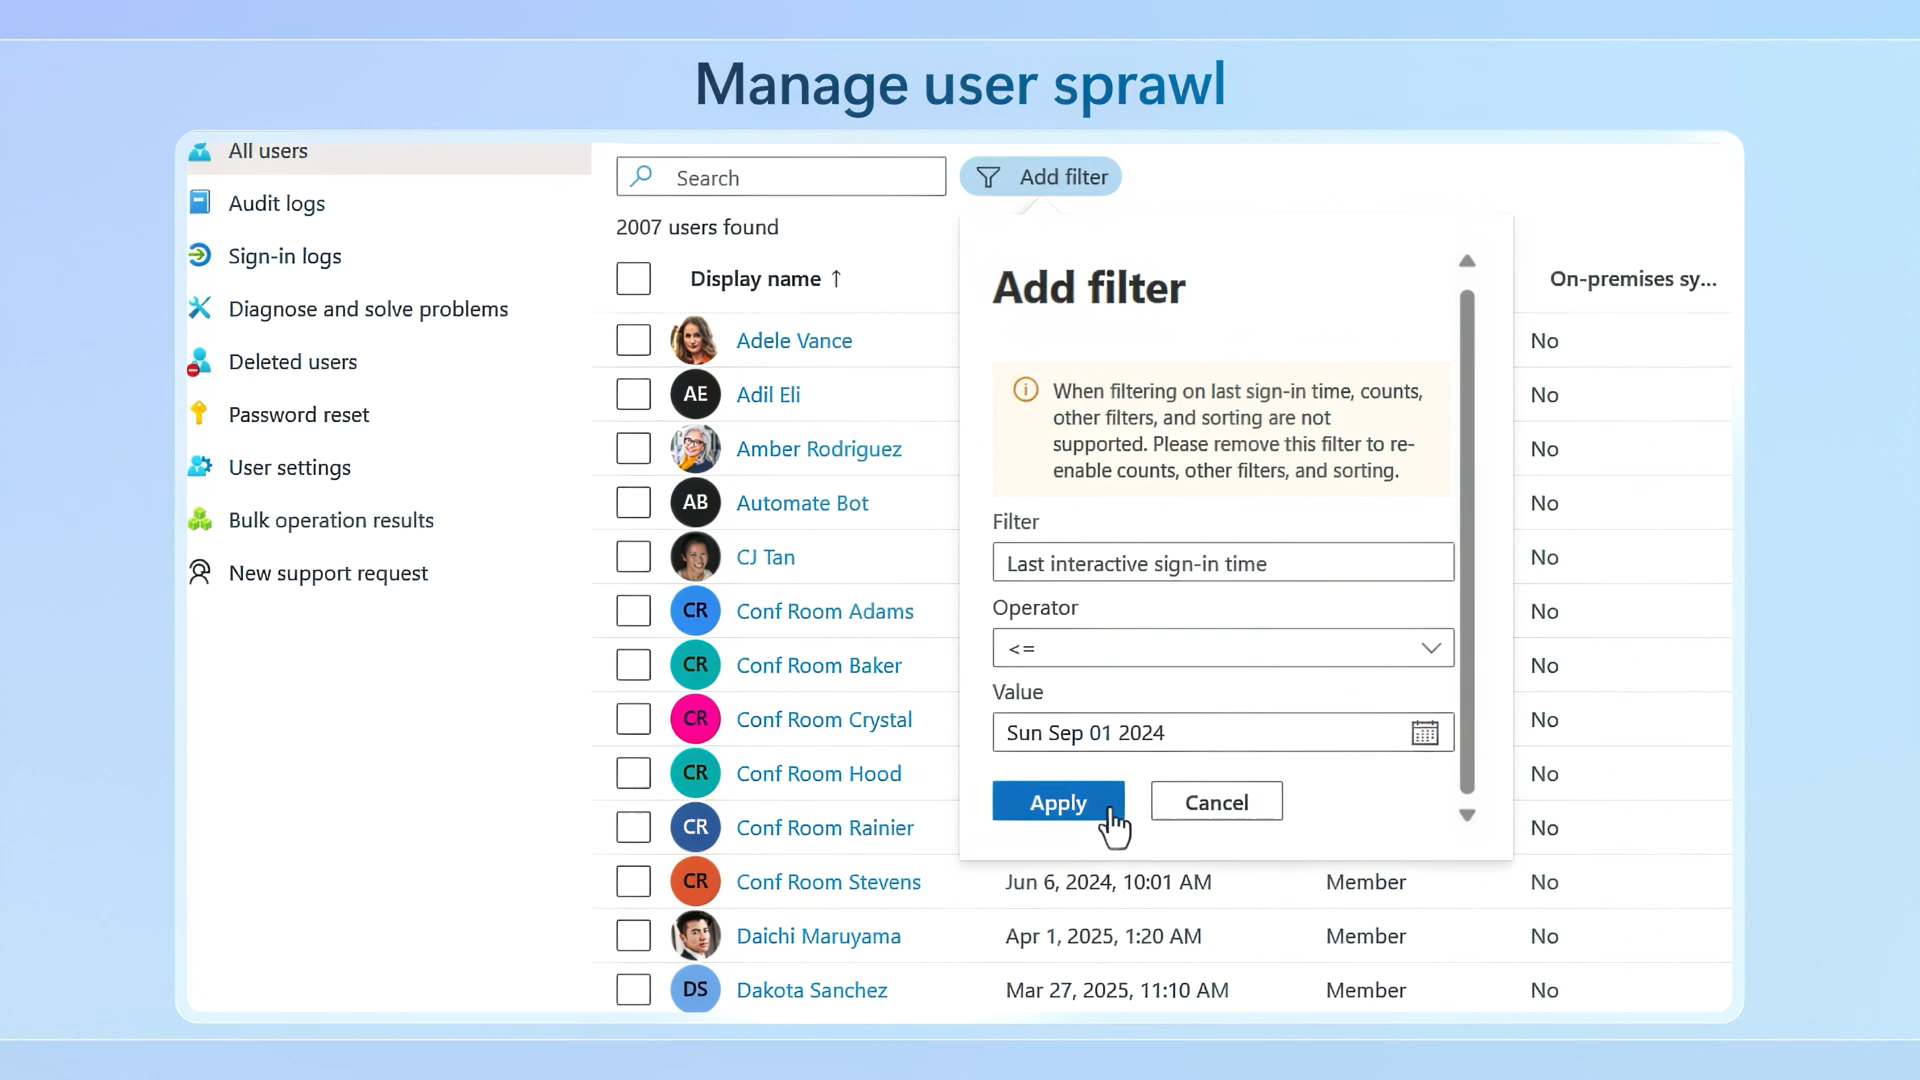 Manage user sprawl
All users
Audit logs
Sign-in logs
Diagnose and solve problems
Deleted users
Password reset
User settings
Bulk operation results
New support request
Search
Add filter
2007 users found
Display name ↑
On-premises sy...
Adele Vance
No
AE
Adil Eli
No
Amber Rodriguez
No
AB
Automate Bot
No
CJ Tan
No
CR
Conf Room Adams
No
CR
Conf Room Baker
No
CR
Conf Room Crystal
No
CR
Conf Room Hood
No
CR
Conf Room Rainier
No
CR
Conf Room Stevens
Jun 6, 2024, 10:01 AM
Member
No
Daichi Maruyama
Apr 1, 2025, 1:20 AM
Member
No
DS
Dakota Sanchez
Mar 27, 2025, 11:10 AM
Member
No
Add filter
When filtering on last sign-in time, counts,
other filters, and sorting are not
supported. Please remove this filter to re-
enable counts, other filters, and sorting.
Filter
Last interactive sign-in time
Operator
<=
Value
Sun Sep 01 2024
Apply
Cancel